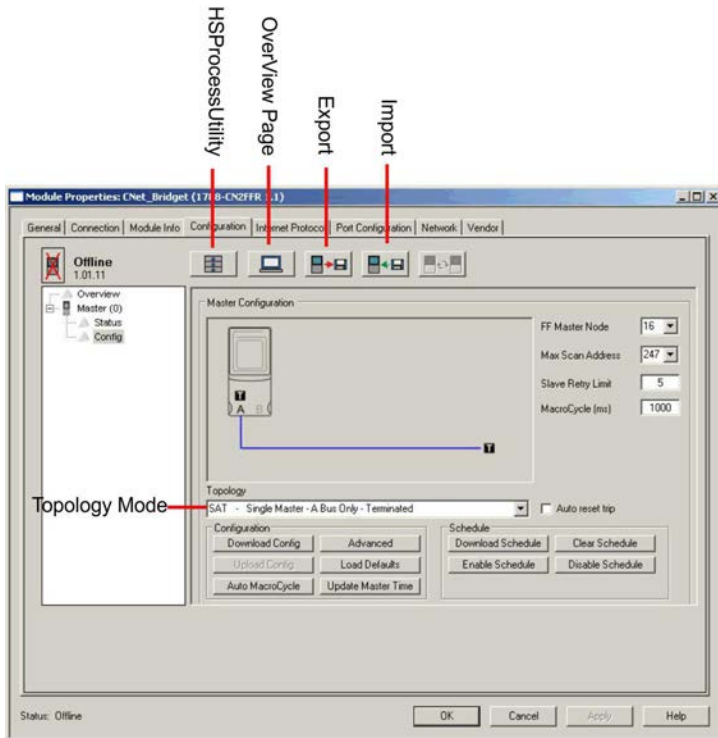 HSProcessUtility
OverView Page
Export
Import
Module Properties: CNet_Bridget (1788-CN2FFR 1.1)
General
Connection
Module Info
Configuration
Internet Protocol
Port Configuration
Network
Vendor
Offline
1.01.11
Overview
Master (0)
Status
Config
Master Configuration
T
A B
T
FF Master Node 16
Max Scan Address 247
Slave Retry Limit 5
MacroCycle (ms) 1000
Topology Mode
Topology
SAT - Single Master - A Bus Only - Terminated
Auto reset trip
Configuration
Download Config
Advanced
Upload Config
Load Defaults
Auto MacroCycle
Update Master Time
Schedule
Download Schedule
Clear Schedule
Enable Schedule
Disable Schedule
Status: Offline
OK
Cancel
Apply
Help